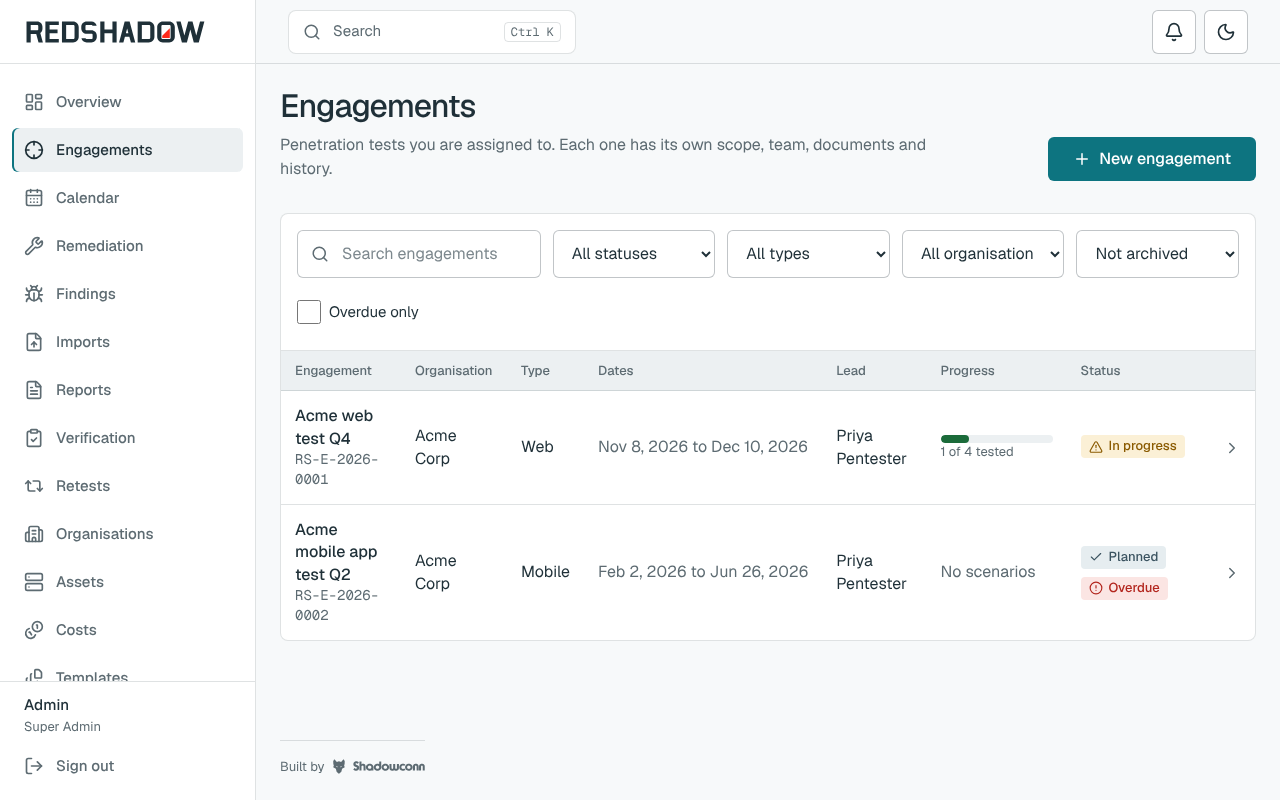 REDSHADOW
Search
Ctrl K
Overview
Engagements
Calendar
Remediation
Findings
Imports
Reports
Verification
Retests
Organisations
Assets
Costs
Templates
Admin
Super Admin
Sign out
Engagements
Penetration tests you are assigned to. Each one has its own scope, team, documents and
history.
New engagement
Search engagements
All statuses
All types
All organisation
Not archived
Overdue only
Engagement Organisation Type Dates Lead Progress Status
Acme web
test Q4
RS-E-2026-
0001
Acme
Corp
Web
Nov 8, 2026 to Dec 10, 2026
Priya
Pentester
1 of 4 tested
In progress
Acme
mobile app
test Q2
RS-E-2026-
0002
Acme
Corp
Mobile
Feb 2, 2026 to Jun 26, 2026
Priya
Pentester
No scenarios
Planned
Overdue
Built by Shadowconn